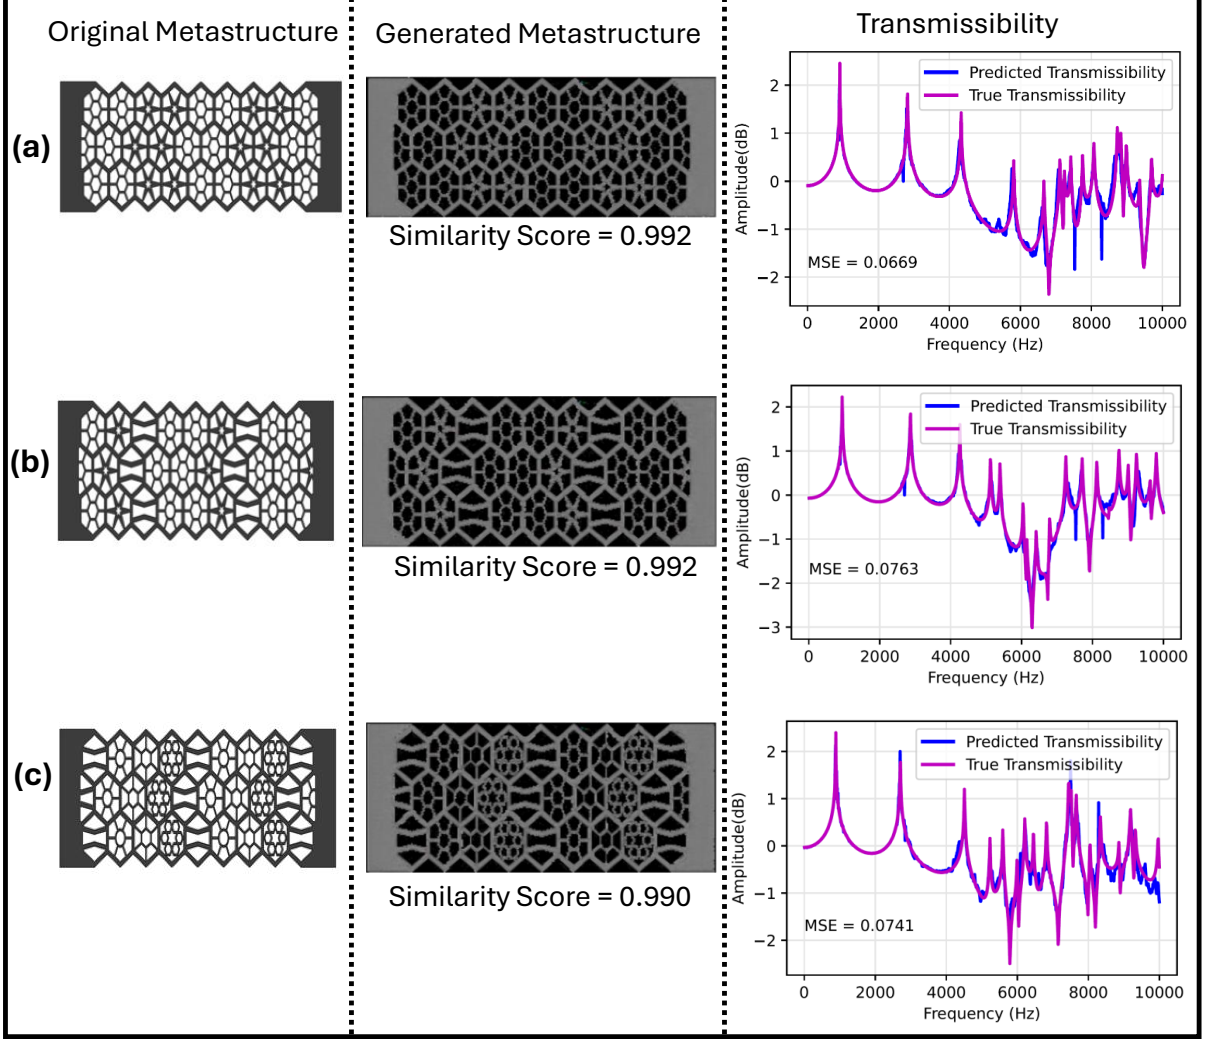 Original Metastructure
Generated Metastructure
Transmissibility
(a)
Similarity Score = 0.992
2
1
0
−1
−2
Amplitude(dB)
Predicted Transmissibility
True Transmissibility
MSE = 0.0669
0 2000 4000 6000 8000 10000
Frequency (Hz)
(b)
Similarity Score = 0.992
2
1
0
−1
−2
−3
Amplitude(dB)
Predicted Transmissibility
True Transmissibility
MSE = 0.0763
0 2000 4000 6000 8000 10000
Frequency (Hz)
(c)
Similarity Score = 0.990
2
1
0
−1
−2
Amplitude(dB)
Predicted Transmissibility
True Transmissibility
MSE = 0.0741
0 2000 4000 6000 8000 10000
Frequency (Hz)